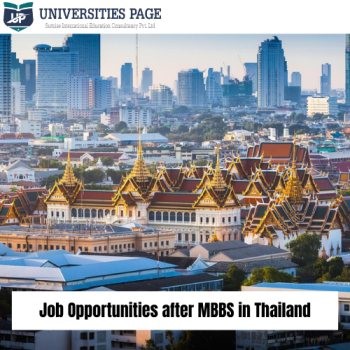 UP
UNIVERSITIES PAGE
Sunrise International Education Consultancy Pvt. Ltd
Job Opportunities after MBBS in Thailand